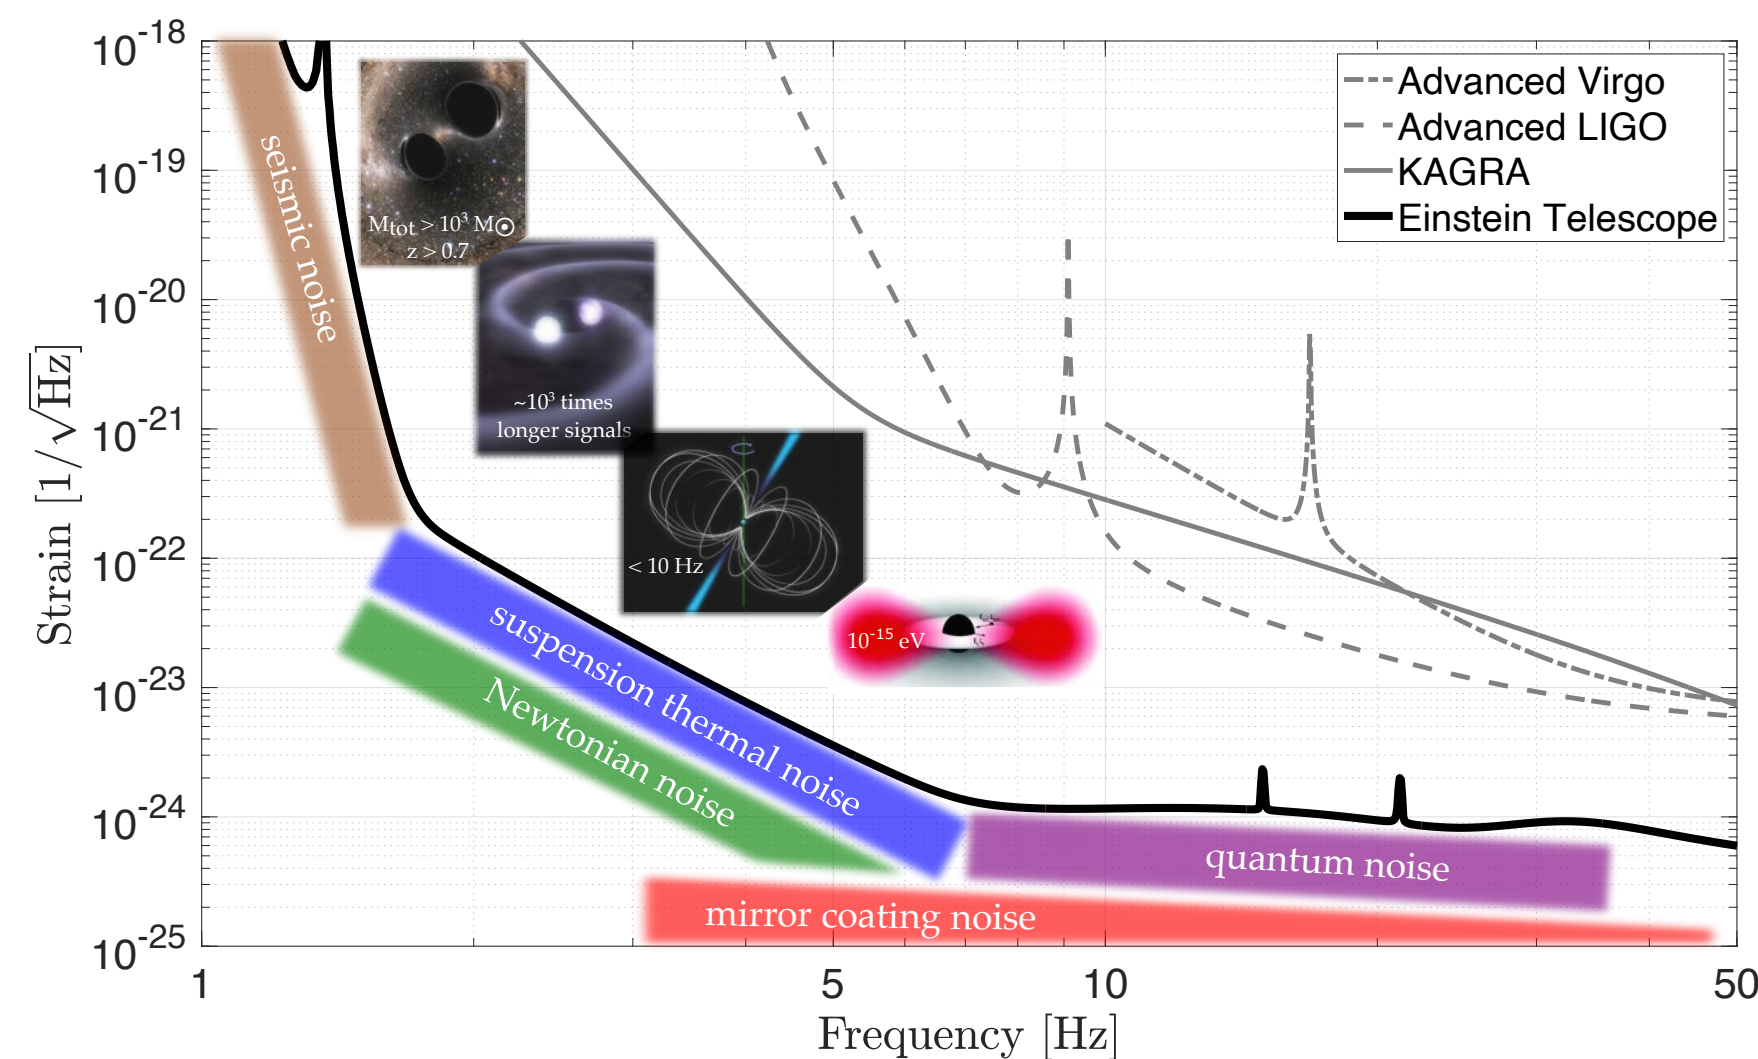 10⁻¹⁸
10⁻¹⁹
10⁻²⁰
10⁻²¹
10⁻²²
10⁻²³
10⁻²⁴
10⁻²⁵
Strain [1/√Hz]
1
5
10
50
Frequency [Hz]
Advanced Virgo
Advanced LIGO
KAGRA
Einstein Telescope
seismic noise
Mtot > 10³ M⊙
z > 0.7
~10³ times
longer signals
< 10 Hz
10⁻¹⁵ eV
suspension thermal noise
Newtonian noise
quantum noise
mirror coating noise